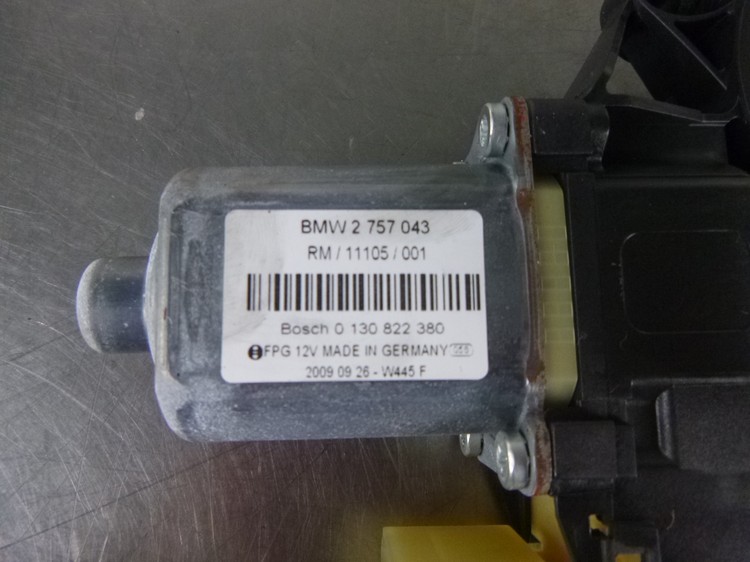 BMW 2 757 043
RM / 11105 / 001
Bosch 0 130 822 380
FPG 12V MADE IN GERMANY
2009 09 26 - W445 F